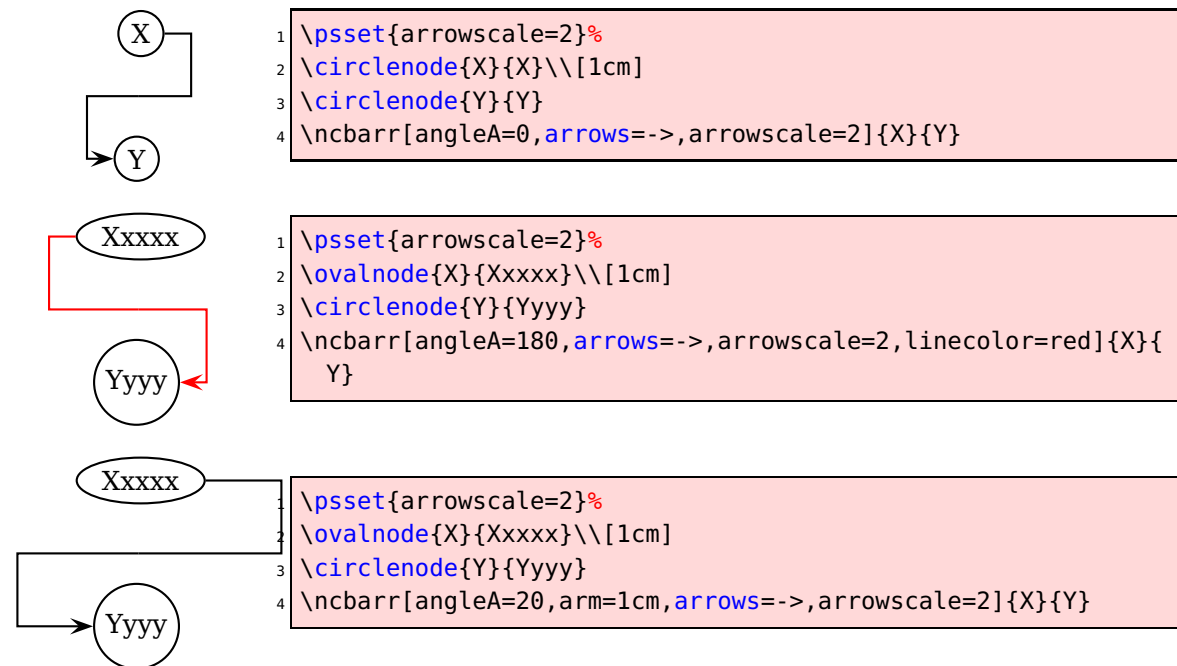 X
Y
1 \psset{arrowscale=2}%
2 \circlenode{X}{X}\\[1cm]
3 \circlenode{Y}{Y}
4 \ncbarr[angleA=0,arrows=->,arrowscale=2]{X}{Y}
Xxxxx
Yyyy
1 \psset{arrowscale=2}%
2 \ovalnode{X}{Xxxxx}\\[1cm]
3 \circlenode{Y}{Yyyy}
4 \ncbarr[angleA=180,arrows=->,arrowscale=2,linecolor=red]{X}{
Y}
Xxxxx
Yyyy
1 \psset{arrowscale=2}%
2 \ovalnode{X}{Xxxxx}\\[1cm]
3 \circlenode{Y}{Yyyy}
4 \ncbarr[angleA=20,arm=1cm,arrows=->,arrowscale=2]{X}{Y}